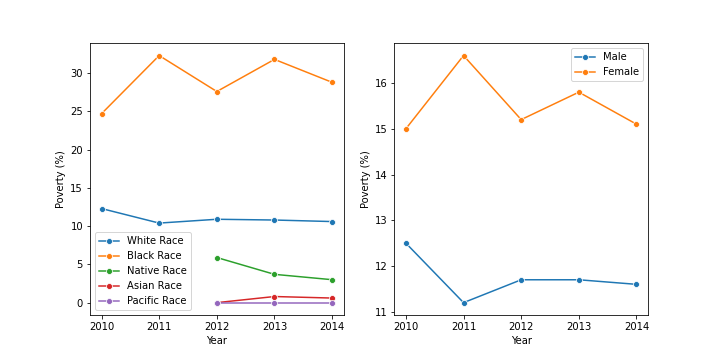 30
25
20
15
10
5
0
Poverty (%)
White Race
Black Race
Native Race
Asian Race
Pacific Race
2010 2011 2012 2013 2014
Year
16
15
14
13
12
11
Poverty (%)
Male
Female
2010 2011 2012 2013 2014
Year